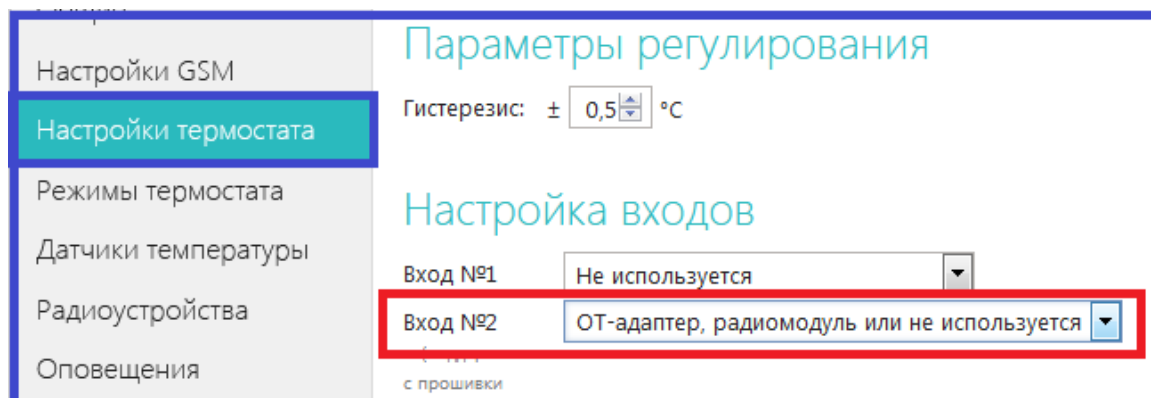 Настройки GSM
Настройки термостата
Режимы термостата
Датчики температуры
Радиоустройства
Оповещения
Параметры регулирования
Гистерезис: ± 0,5 °C
Настройка входов
Вход №1 Не используется
Вход №2 ОТ-адаптер, радиомодуль или не используется
с прошивки